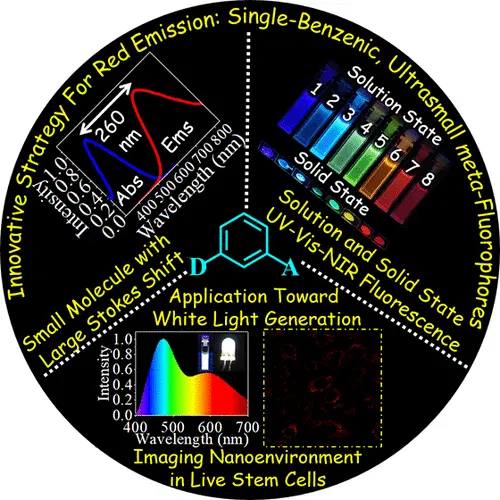 Innovative Strategy For Red Emission: Single-Benzenic, Ultrasmall meta-Fluorophores
260
nm
Abs
Ems
Intensity
1.0
0.8
0.6
0.4
0.2
0.0
400 500 600 700 800
Wavelength (nm)
Small Molecule with
Large Stokes Shift
Solution State
1 2 3 4 5 6 7 8
Solid State
Solution and Solid State
UV-Vis-NIR Fluorescence
D A
Application Toward
White Light Generation
Intensity
1.0
0.8
0.6
0.4
0.2
0.0
400 500 600 700
Wavelength (nm)
Imaging Nanoenvironment
in Live Stem Cells